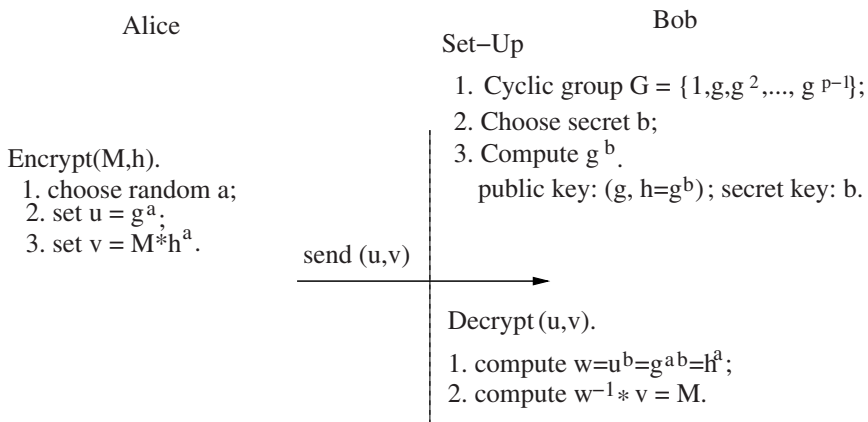 Alice
Bob
Set–Up
1. Cyclic group G = {1,g,g²,..., g ᵖ⁻¹};
2. Choose secret b;
3. Compute gᵇ.
public key: (g, h=gᵇ); secret key: b.
Encrypt(M,h).
1. choose random a;
2. set u = gᵃ;
3. set v = M*hᵃ.
send (u,v)
Decrypt(u,v).
1. compute w=uᵇ=gᵃᵇ=hᵃ;
2. compute w⁻¹* v = M.